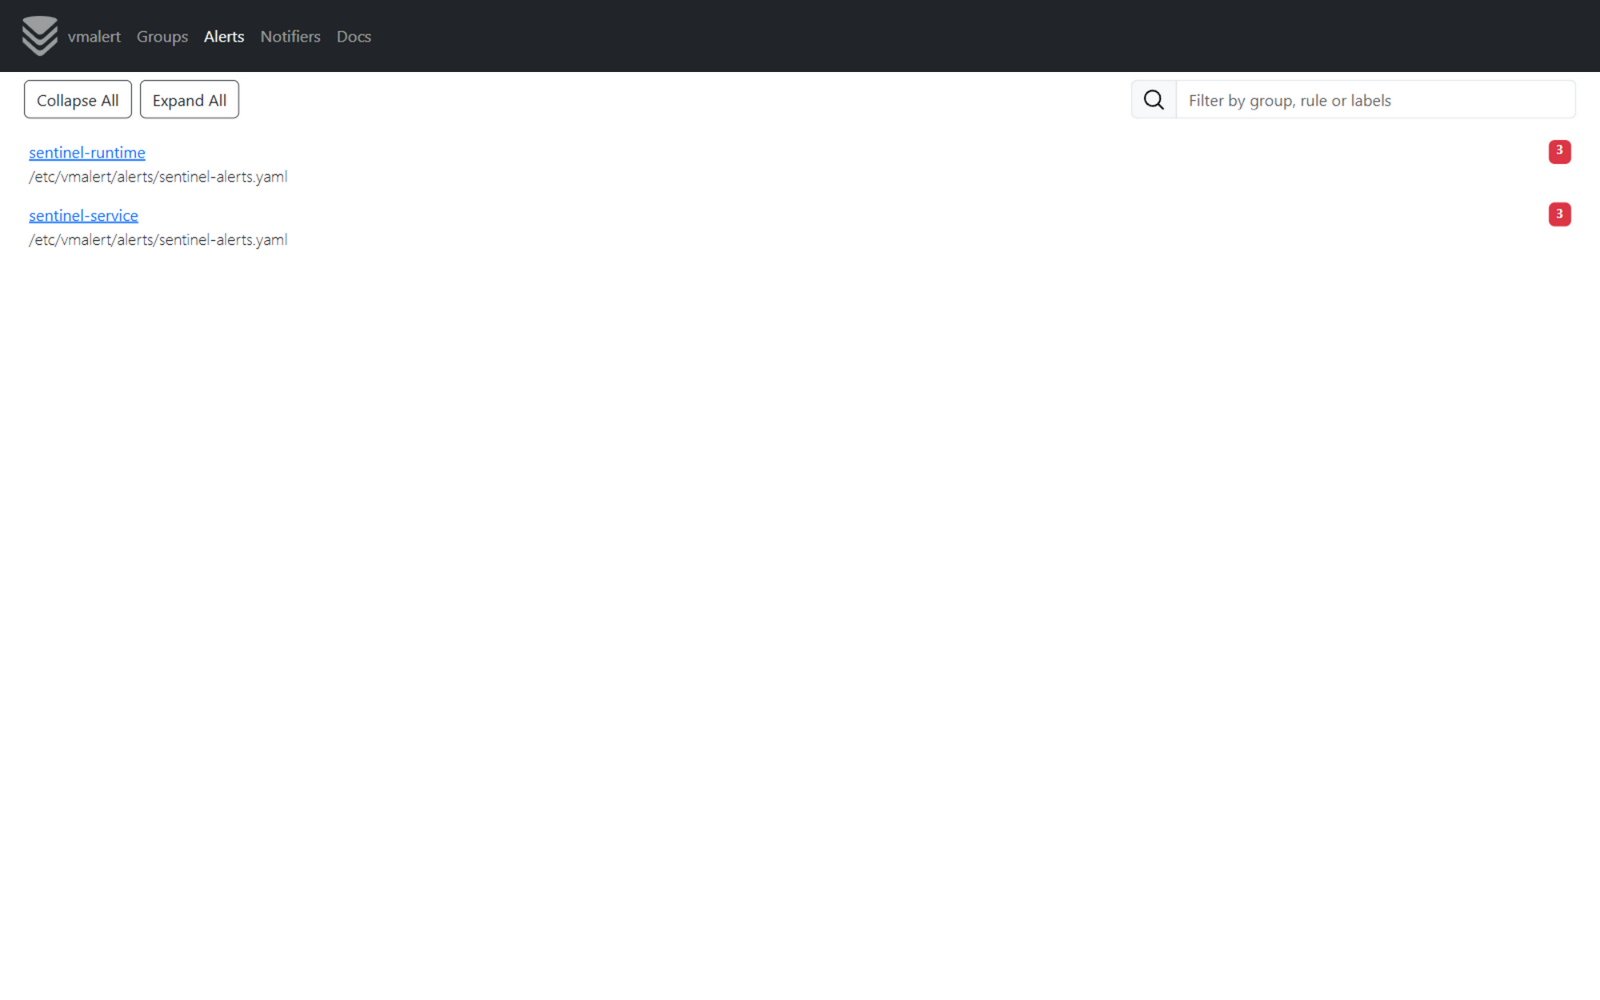 vmalert Groups Alerts Notifiers Docs
Collapse All Expand All Filter by group, rule or labels
sentinel-runtime 3
/etc/vmalert/alerts/sentinel-alerts.yaml
sentinel-service 3
/etc/vmalert/alerts/sentinel-alerts.yaml